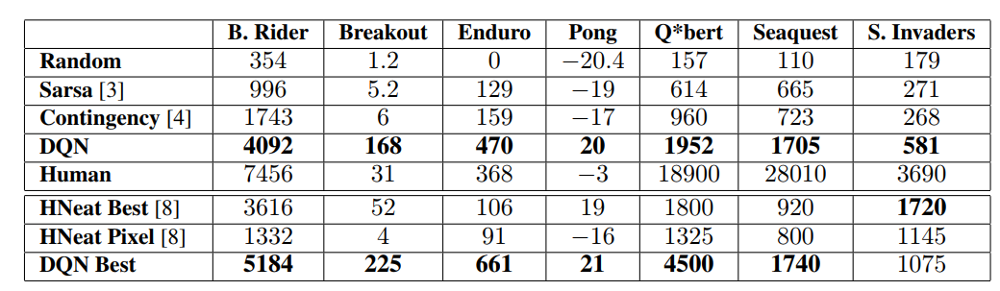 B. Rider Breakout Enduro Pong Q*bert Seaquest S. Invaders
Random 354 1.2 0 −20.4 157 110 179
Sarsa [3] 996 5.2 129 −19 614 665 271
Contingency [4] 1743 6 159 −17 960 723 268
DQN 4092 168 470 20 1952 1705 581
Human 7456 31 368 −3 18900 28010 3690
HNeat Best [8] 3616 52 106 19 1800 920 1720
HNeat Pixel [8] 1332 4 91 −16 1325 800 1145
DQN Best 5184 225 661 21 4500 1740 1075